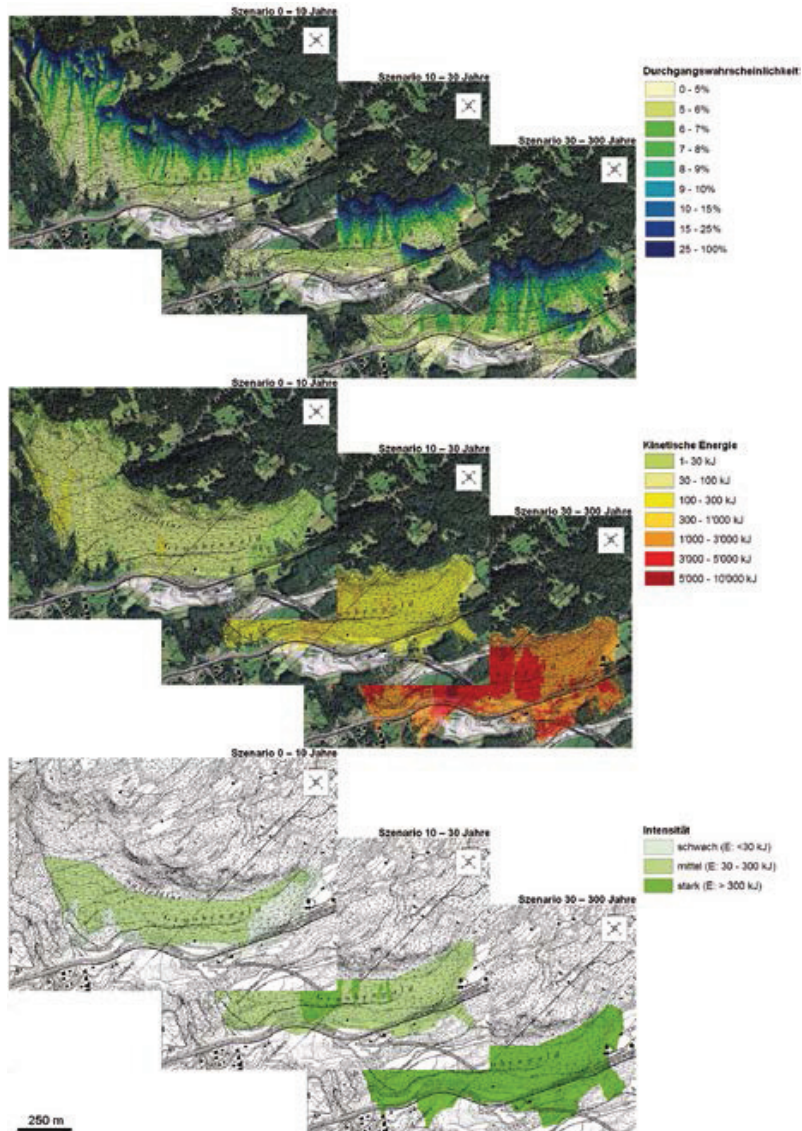 Szenario 0 – 10 Jahre
Szenario 10 – 30 Jahre
Szenario 30 – 300 Jahre
Durchgangswahrscheinlichkeit
0 - 5%
5 - 6%
6 - 7%
7 - 8%
8 - 9%
9 - 10%
10 - 15%
15 - 25%
25 - 100%
Szenario 0 – 10 Jahre
Szenario 10 – 30 Jahre
Szenario 30 – 300 Jahre
Kinetische Energie
1- 30 kJ
30 - 100 kJ
100 - 300 kJ
300 - 1'000 kJ
1'000 - 3'000 kJ
3'000 - 5'000 kJ
5'000 - 10'000 kJ
Szenario 0 – 10 Jahre
Szenario 10 – 30 Jahre
Szenario 30 – 300 Jahre
Intensität
schwach (E: <30 kJ)
mittel (E: 30 - 300 kJ)
stark (E: > 300 kJ)
250 m